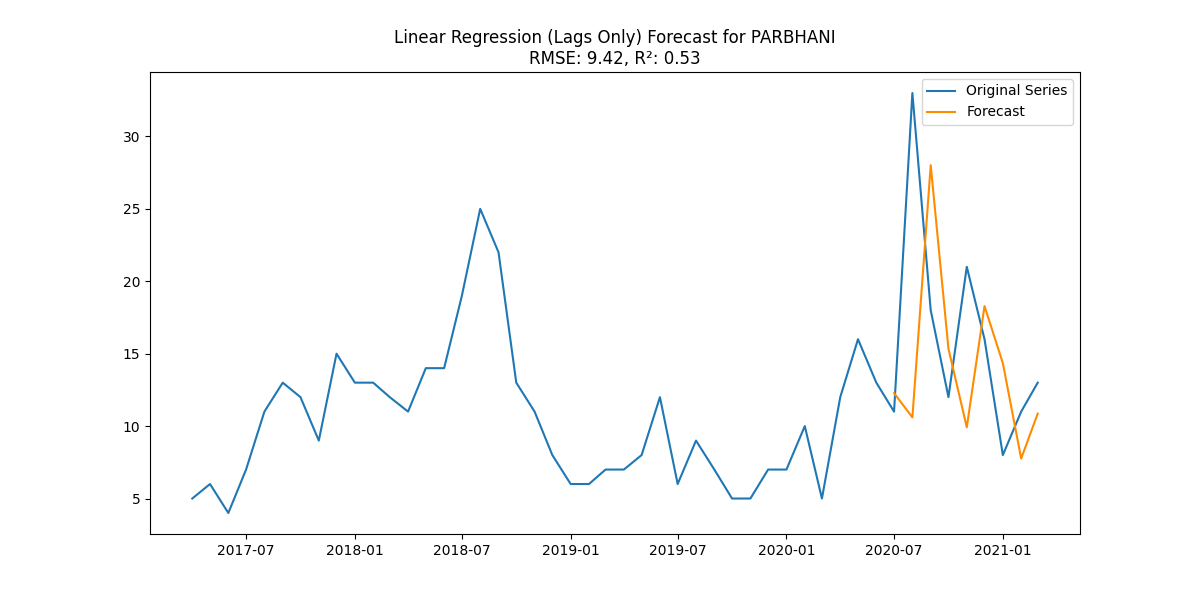 Linear Regression (Lags Only) Forecast for PARBHANI
RMSE: 9.42, R²: 0.53
Original Series
Forecast
30
25
20
15
10
5
2017-07 2018-01 2018-07 2019-01 2019-07 2020-01 2020-07 2021-01